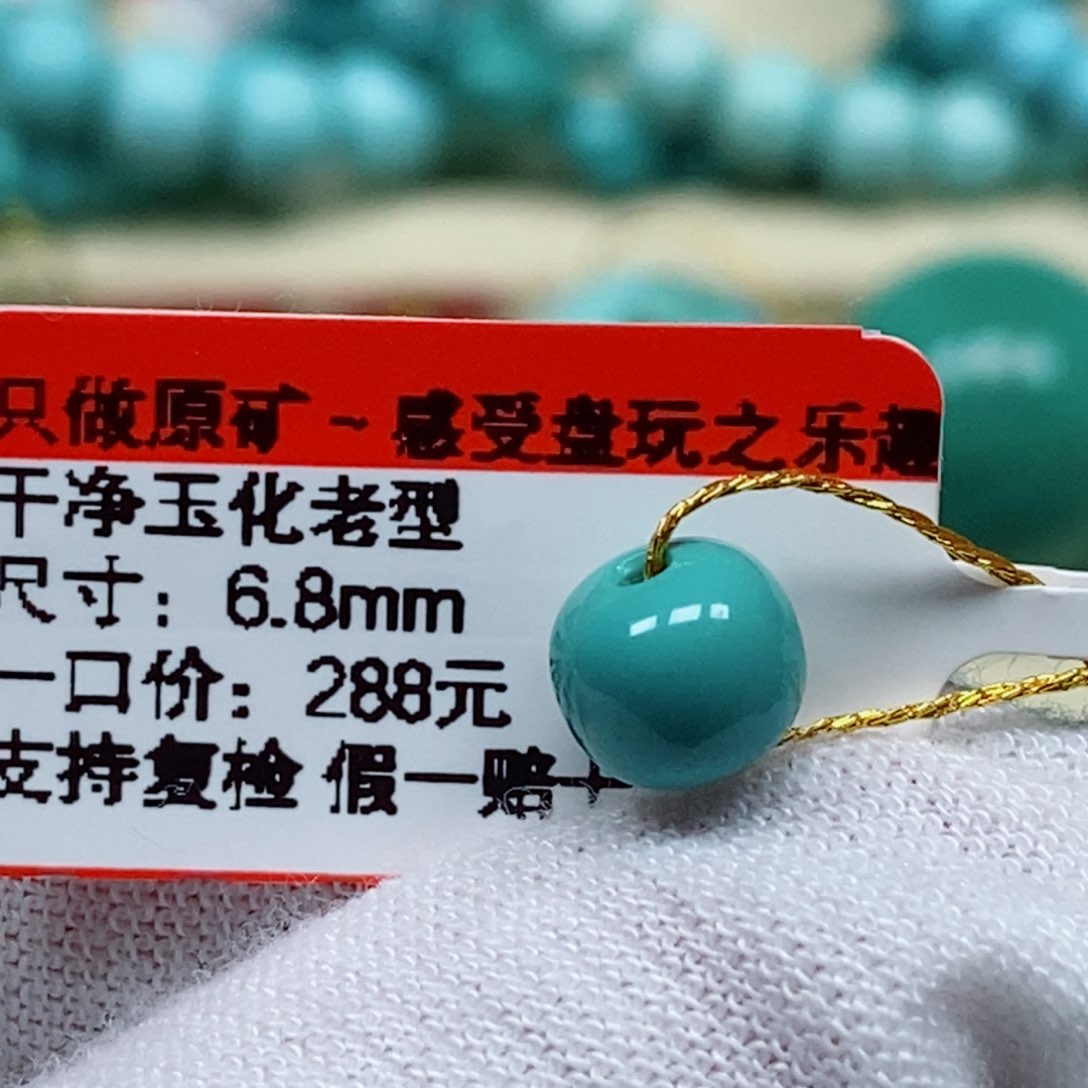 只做原矿~感受盘玩之乐趣
干净玉化老型
尺寸：6.8mm
一口价：288元
支持复检 假一赔十